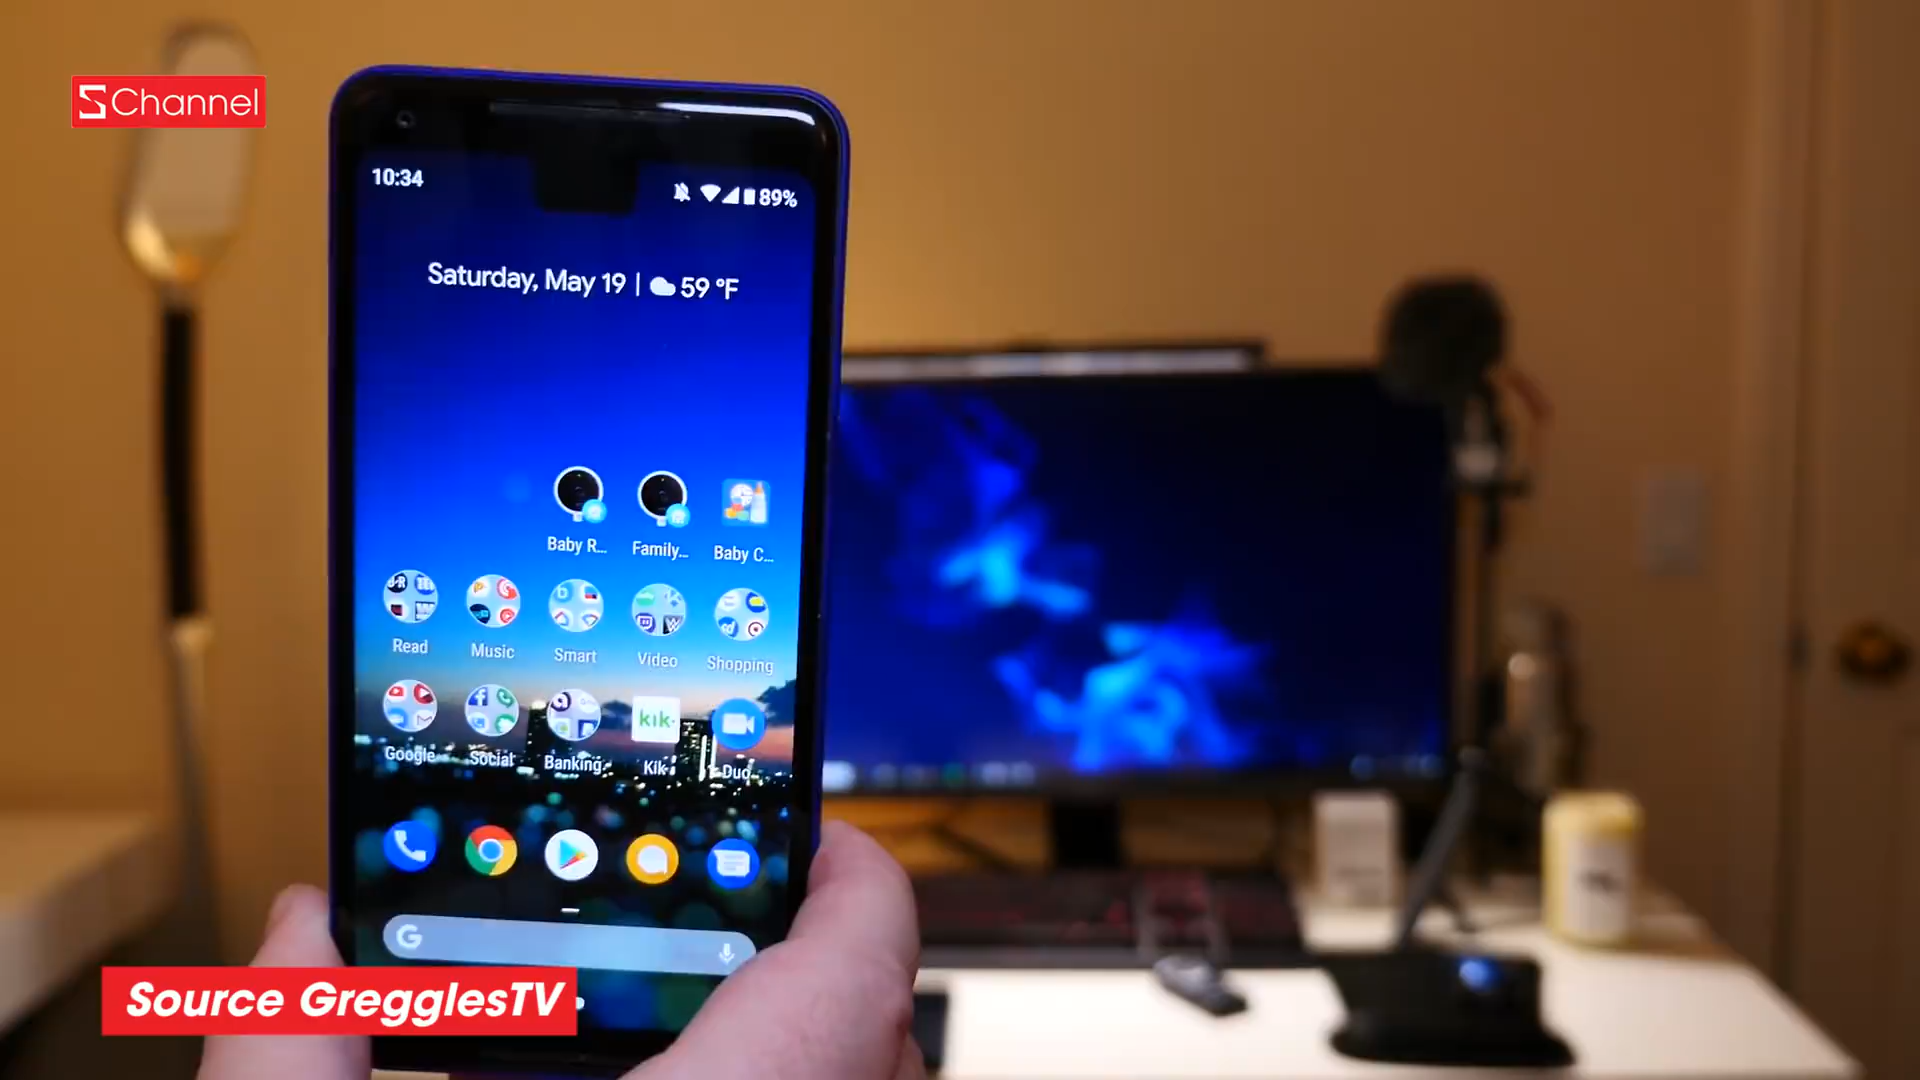 S Channel
10:34
89%
Saturday, May 19 | 59 °F
Baby R... Family... Baby C...
Read Music Smart Video Shopping
kik
Google Social Banking Kik Duo
G
Source GregglesTV